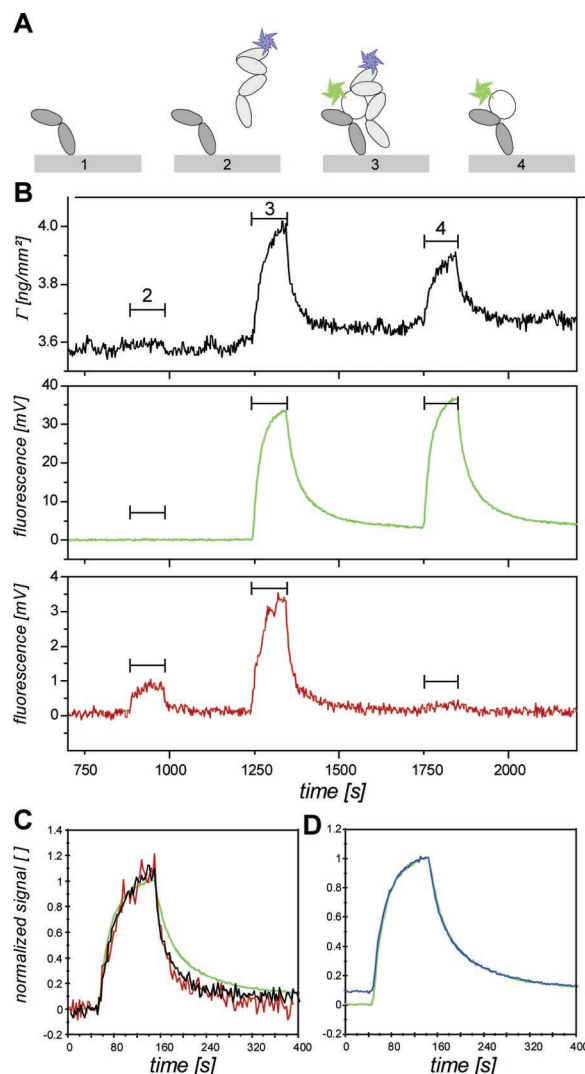 A
1 2 3 4
B
2 3 4
4.0
3.8
3.6
Γ [ng/mm²]
40
30
20
10
0
fluorescence [mV]
4
3
2
1
0
fluorescence [mV]
750 1000 1250 1500 1750 2000
time [s]
C
1.4
1.2
1
0.8
0.6
0.4
0.2
0
-0.2
normalized signal [ ]
0 80 160 240 320 400
time [s]
D
1.2
1
0.8
0.6
0.4
0.2
0
-0.2
0 80 160 240 320 400
time [s]